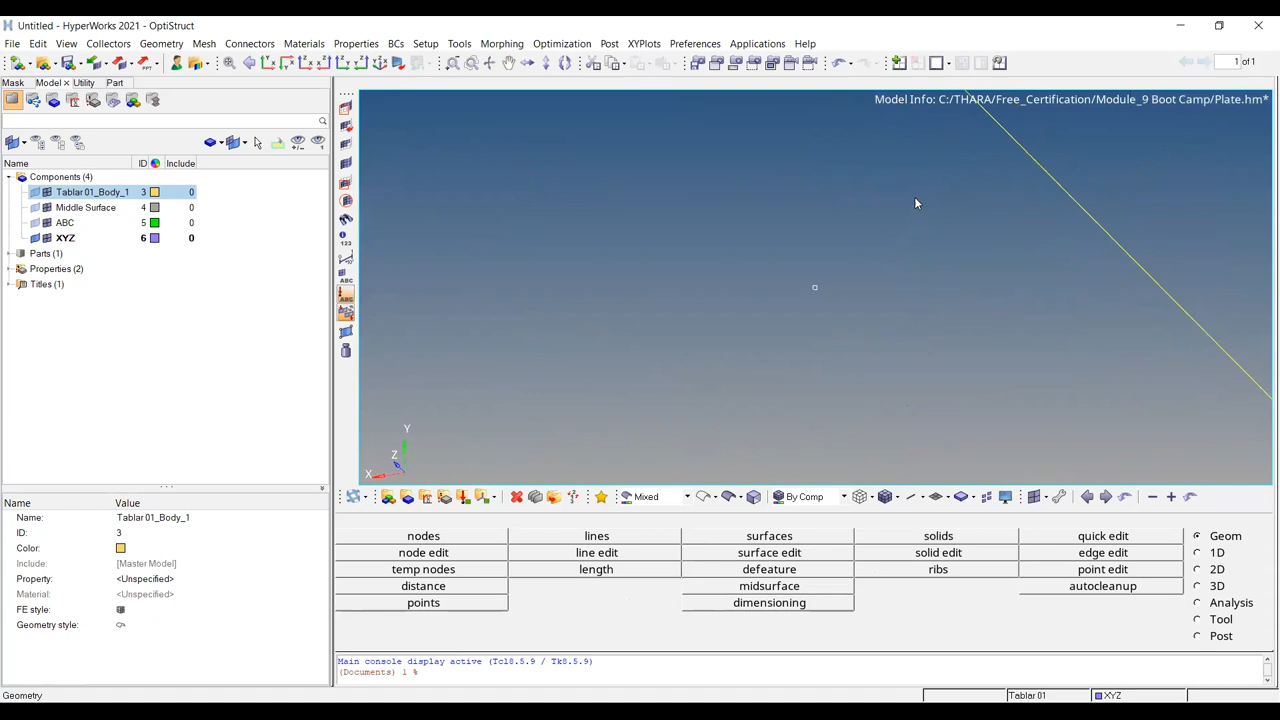 Untitled - HyperWorks 2021 - OptiStruct
File Edit View Collectors Geometry Mesh Connectors Materials Properties BCs Setup Tools Morphing Optimization Post XYPlots Preferences Applications Help
1 of 1
Mask Model Utility Part
Model Info: C:/THARA/Free_Certification/Module_9 Boot Camp/Plate.hm*
Name ID Include
Components (4)
Tablar 01_Body_1 3 0
Middle Surface 4 0
ABC 5 0
XYZ 6 0
Parts (1)
Properties (2)
Titles (1)
123
ABC
ABC
Y
Z
X
Name Value
Name: Tablar 01_Body_1
ID: 3
Color:
Include: [Master Model]
Property: <Unspecified>
Material: <Unspecified>
FE style:
Geometry style:
Mixed By Comp
nodes lines surfaces solids quick edit Geom
node edit line edit surface edit solid edit edge edit 1D
temp nodes length defeature ribs point edit 2D
distance midsurface autocleanup 3D
points dimensioning Analysis
Tool
Post
Main console display active (Tcl8.5.9 / Tk8.5.9)
(Documents) 1 %
Geometry Tablar 01 XYZ